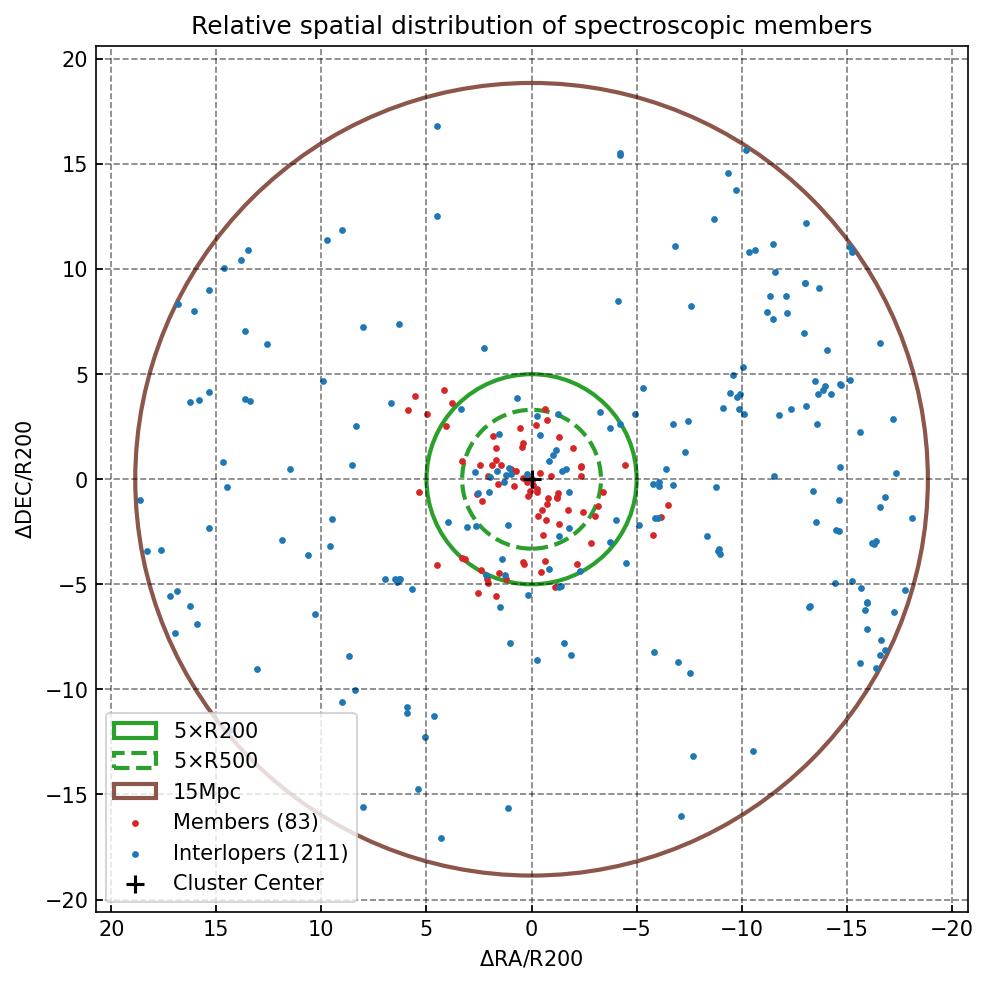 Relative spatial distribution of spectroscopic members
20
15
10
5
0
−5
−10
−15
−20
ΔDEC/R200
5×R200
5×R500
15Mpc
Members (83)
Interlopers (211)
Cluster Center
20 15 10 5 0 −5 −10 −15 −20
ΔRA/R200